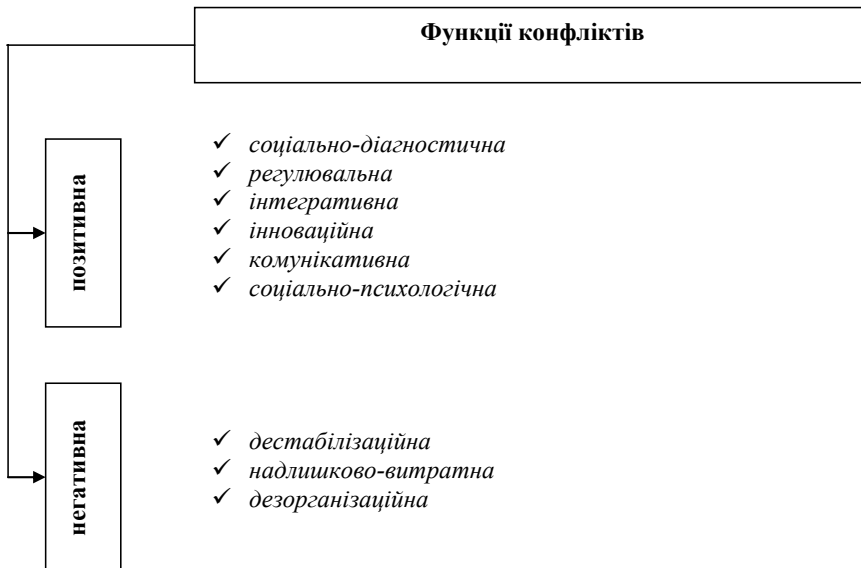 Функції конфліктів
позитивна
✓ соціально-діагностична
✓ регулювальна
✓ інтегративна
✓ інноваційна
✓ комунікативна
✓ соціально-психологічна
негативна
✓ дестабілізаційна
✓ надлишково-витратна
✓ дезорганізаційна